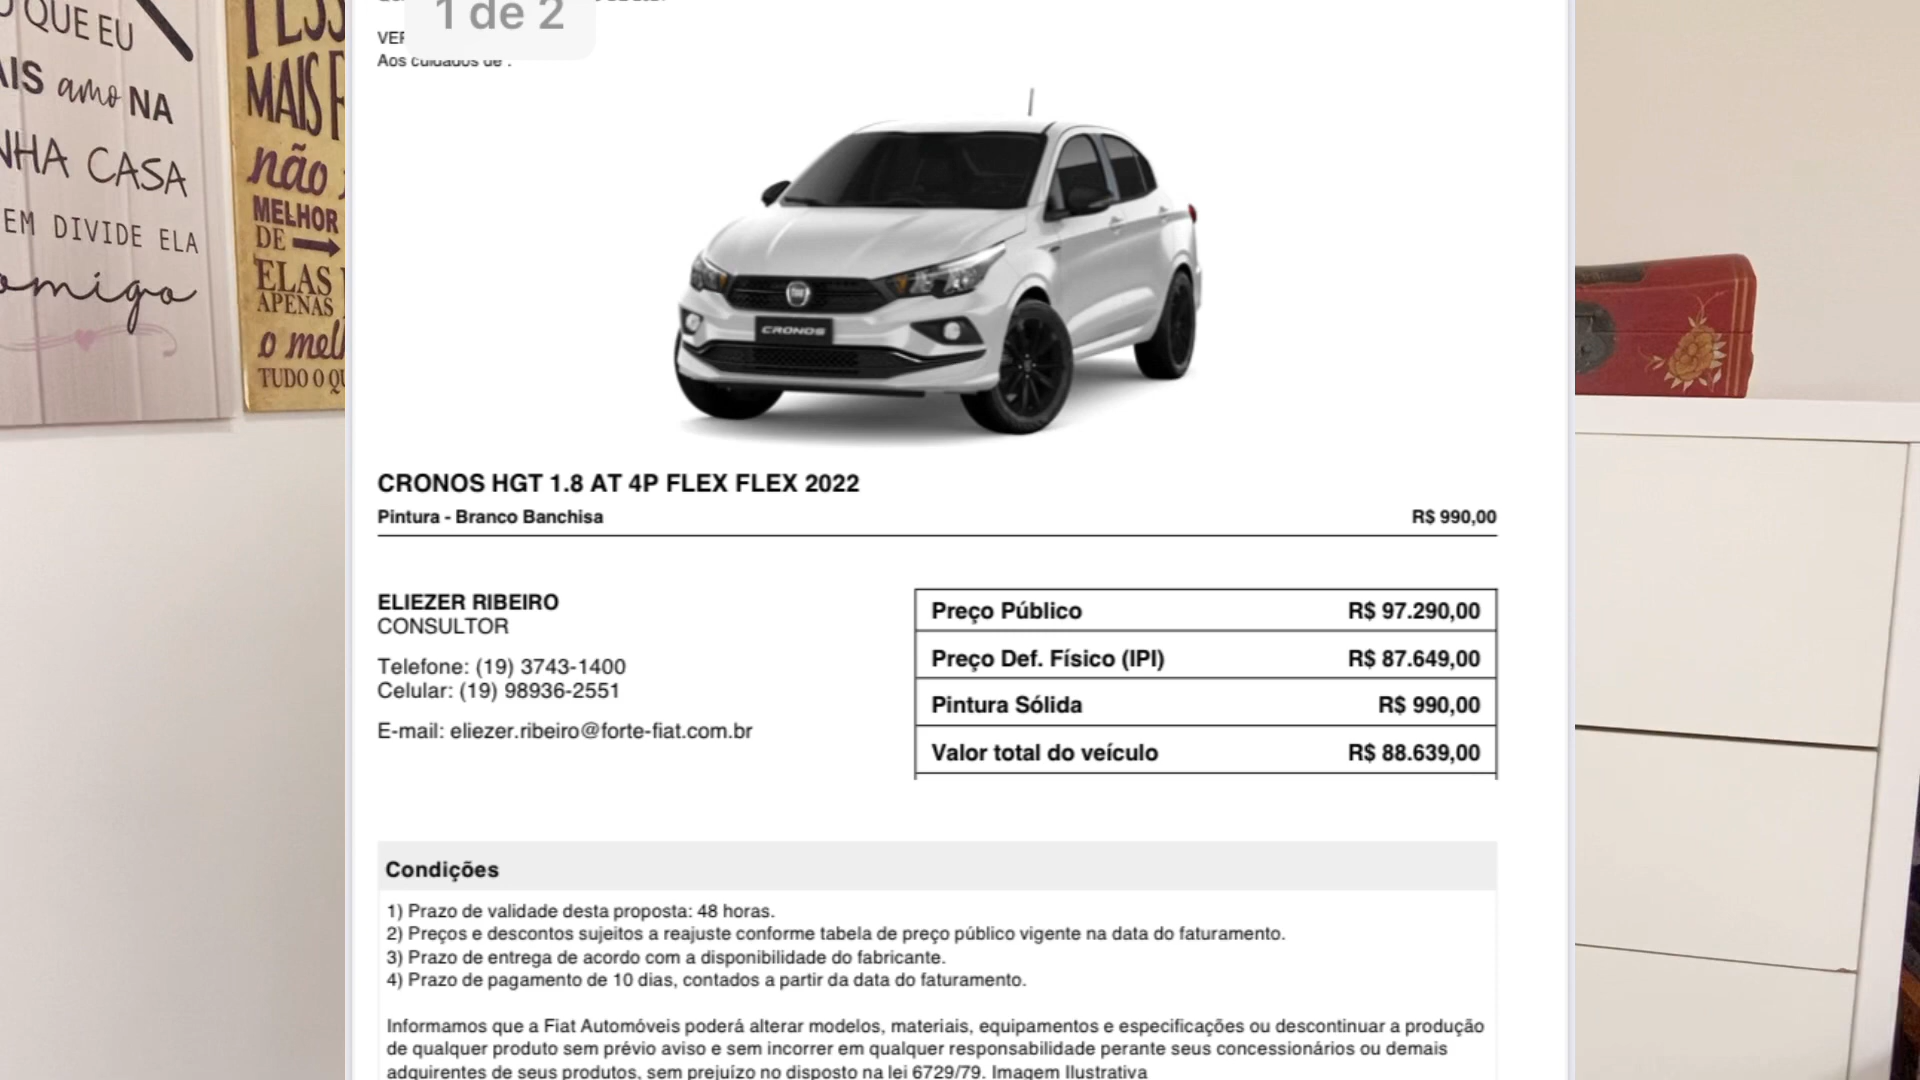 QUE EU
AIS amo NA
NHA CASA
EM DIVIDE ELA
omigo
MAIS F
não
MELHOR
DE
ELAS
APENAS
o mel
TUDO O QU
1 de 2
VER
Aos cuidados de :
CRONOS
CRONOS HGT 1.8 AT 4P FLEX FLEX 2022
Pintura - Branco Banchisa R$ 990,00
ELIEZER RIBEIRO
CONSULTOR
Telefone: (19) 3743-1400
Celular: (19) 98936-2551
E-mail: eliezer.ribeiro@forte-fiat.com.br
Preço Público R$ 97.290,00
Preço Def. Físico (IPI) R$ 87.649,00
Pintura Sólida R$ 990,00
Valor total do veículo R$ 88.639,00
Condições
1) Prazo de validade desta proposta: 48 horas.
2) Preços e descontos sujeitos a reajuste conforme tabela de preço público vigente na data do faturamento.
3) Prazo de entrega de acordo com a disponibilidade do fabricante.
4) Prazo de pagamento de 10 dias, contados a partir da data do faturamento.
Informamos que a Fiat Automóveis poderá alterar modelos, materiais, equipamentos e especificações ou descontinuar a produção
de qualquer produto sem prévio aviso e sem incorrer em qualquer responsabilidade perante seus concessionários ou demais
adquirentes de seus produtos, sem prejuízo no disposto na lei 6729/79. Imagem Ilustrativa